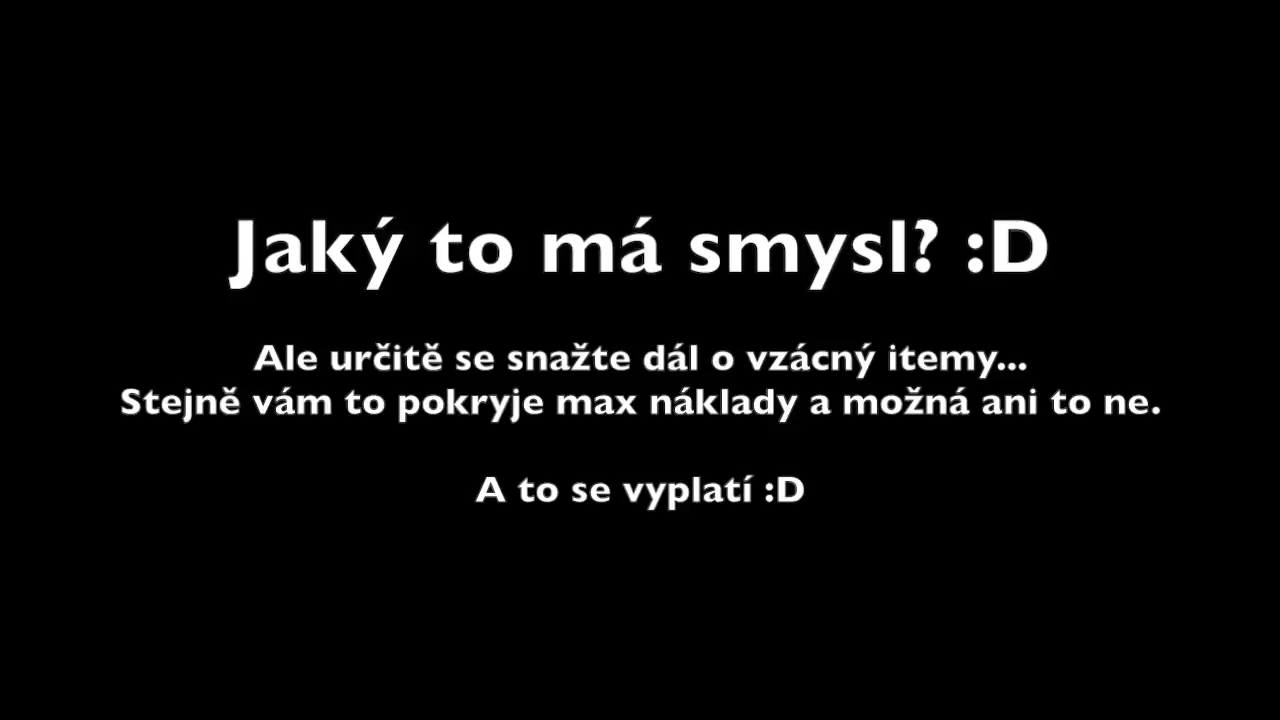 Jaký to má smysl? :D
Ale určitě se snažte dál o vzácný itemy...
Stejně vám to pokryje max náklady a možná ani to ne.
A to se vyplatí :D